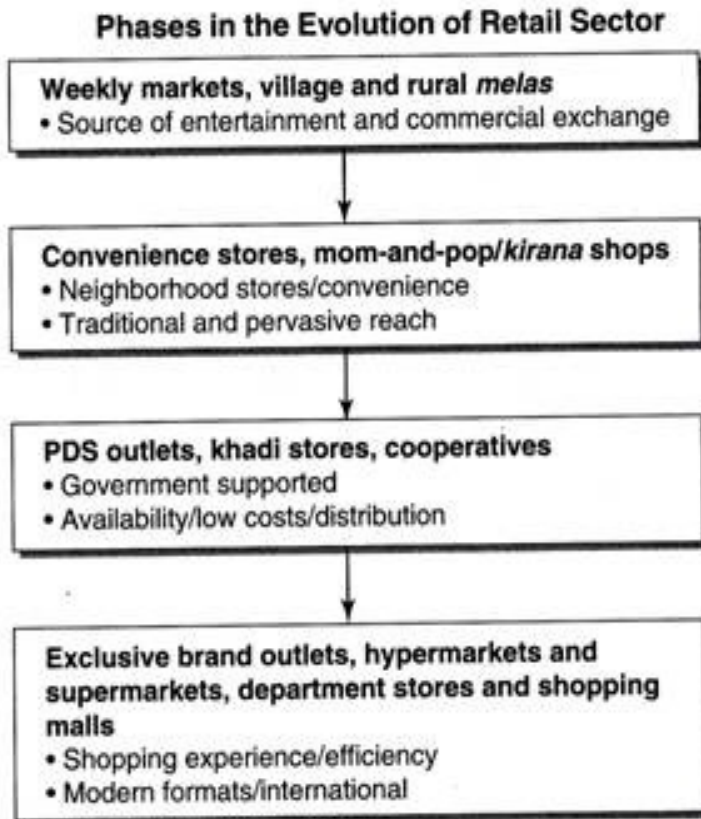 Phases in the Evolution of Retail Sector
Weekly markets, village and rural melas
• Source of entertainment and commercial exchange
Convenience stores, mom-and-pop/kirana shops
• Neighborhood stores/convenience
• Traditional and pervasive reach
PDS outlets, khadi stores, cooperatives
• Government supported
• Availability/low costs/distribution
Exclusive brand outlets, hypermarkets and
supermarkets, department stores and shopping
malls
• Shopping experience/efficiency
• Modern formats/international